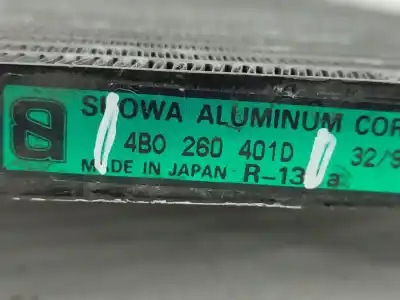 SHOWA ALUMINUM COR
4B0 260 401D 32/9
MADE IN JAPAN R-134a